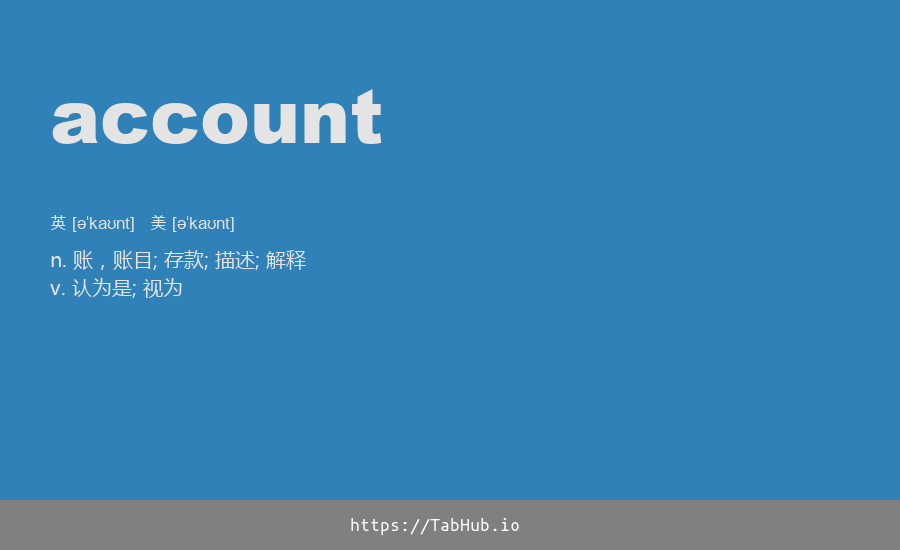 account
英 [ə'kaʊnt]   美 [ə'kaʊnt]
n. 账，账目; 存款; 描述; 解释
v. 认为是; 视为
https://TabHub.io